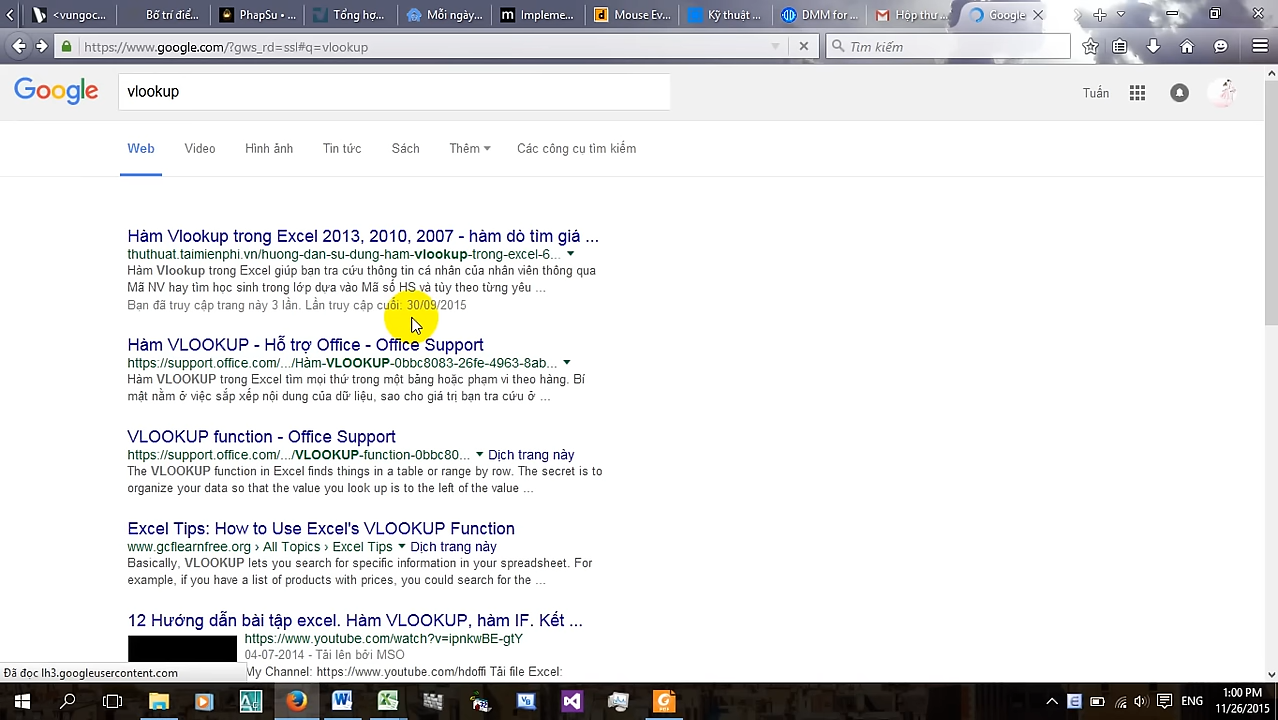 <vungoc...
Bố trí điể...
PhapSu • ...
Tổng hợ...
Mỗi ngày...
Impleme...
Mouse Ev...
Kỹ thuật ...
DMM for ...
Hộp thư ...
Google
https://www.google.com/?gws_rd=ssl#q=vlookup
Tìm kiếm
Google
vlookup
Tuấn
Web Video Hình ảnh Tin tức Sách Thêm Các công cụ tìm kiếm
Hàm Vlookup trong Excel 2013, 2010, 2007 - hàm dò tìm giá ...
thuthuat.taimienphi.vn/huong-dan-su-dung-ham-vlookup-trong-excel-6...
Hàm Vlookup trong Excel giúp bạn tra cứu thông tin cá nhân của nhân viên thông qua
Mã NV hay tìm học sinh trong lớp dựa vào Mã số HS và tùy theo từng yêu ...
Bạn đã truy cập trang này 3 lần. Lần truy cập cuối: 30/09/2015
Hàm VLOOKUP - Hỗ trợ Office - Office Support
https://support.office.com/.../Hàm-VLOOKUP-0bbc8083-26fe-4963-8ab...
Hàm VLOOKUP trong Excel tìm mọi thứ trong một bảng hoặc phạm vi theo hàng. Bí
mật nằm ở việc sắp xếp nội dung của dữ liệu, sao cho giá trị bạn tra cứu ở ...
VLOOKUP function - Office Support
https://support.office.com/.../VLOOKUP-function-0bbc80... Dịch trang này
The VLOOKUP function in Excel finds things in a table or range by row. The secret is to
organize your data so that the value you look up is to the left of the value ...
Excel Tips: How to Use Excel's VLOOKUP Function
www.gcflearnfree.org › All Topics › Excel Tips Dịch trang này
Basically, VLOOKUP lets you search for specific information in your spreadsheet. For
example, if you have a list of products with prices, you could search for the ...
12 Hướng dẫn bài tập excel. Hàm VLOOKUP, hàm IF. Kết ...
https://www.youtube.com/watch?v=ipnkwBE-gtY
04-07-2014 - Tải lên bởi MSO
My Channel: https://www.youtube.com/hdoffi Tải file Excel:
Đã đọc lh3.googleusercontent.com
ENG
1:00 PM
11/26/2015